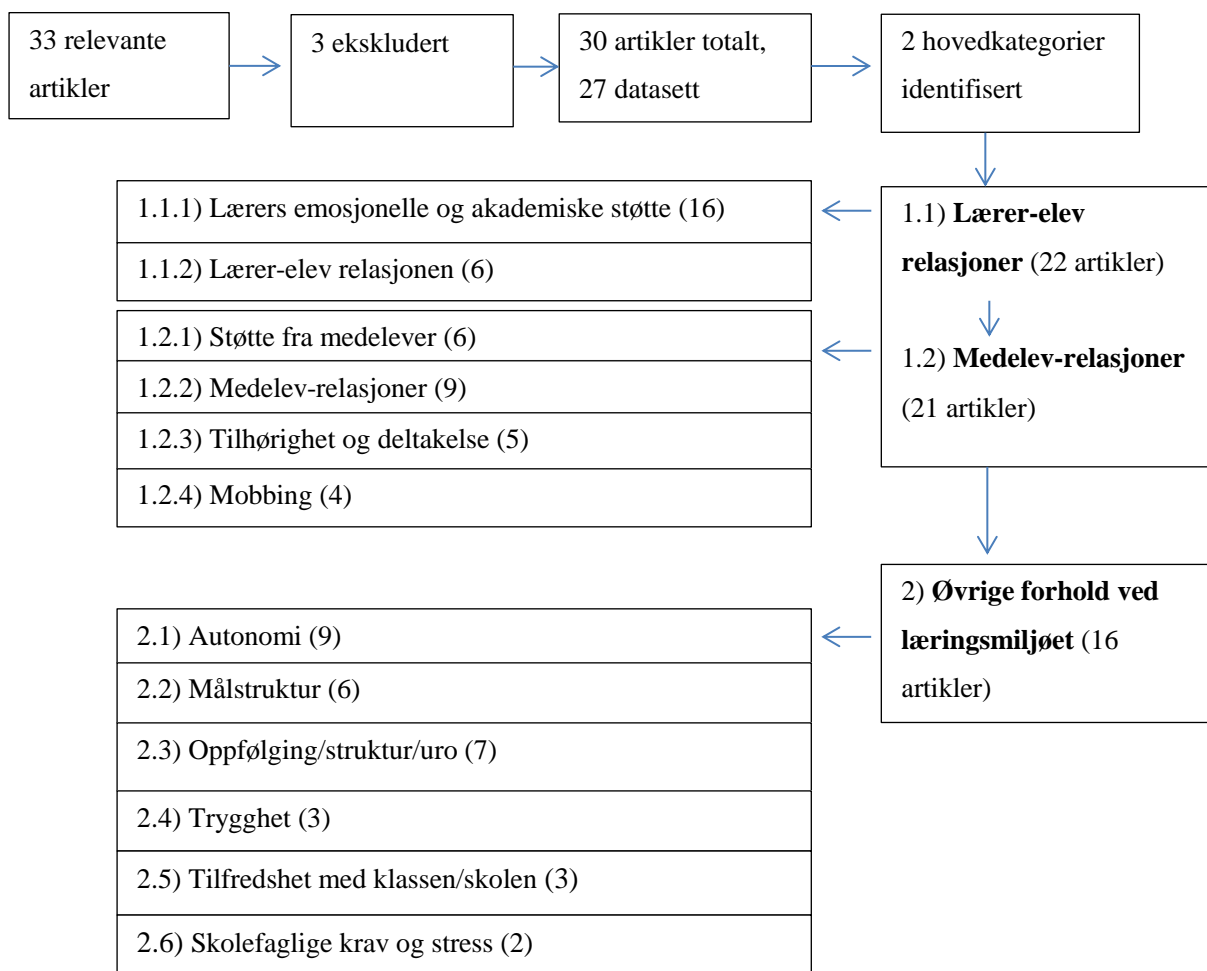 33 relevante
artikler
3 ekskludert
30 artikler totalt,
27 datasett
2 hovedkategorier
identifisert
1.1) Lærer-elev
relasjoner (22 artikler)
1.1.1) Lærers emosjonelle og akademiske støtte (16)
1.1.2) Lærer-elev relasjonen (6)
1.2) Medelev-relasjoner
(21 artikler)
1.2.1) Støtte fra medelever (6)
1.2.2) Medelev-relasjoner (9)
1.2.3) Tilhørighet og deltakelse (5)
1.2.4) Mobbing (4)
2) Øvrige forhold ved
læringsmiljøet (16
artikler)
2.1) Autonomi (9)
2.2) Målstruktur (6)
2.3) Oppfølging/struktur/uro (7)
2.4) Trygghet (3)
2.5) Tilfredshet med klassen/skolen (3)
2.6) Skolefaglige krav og stress (2)